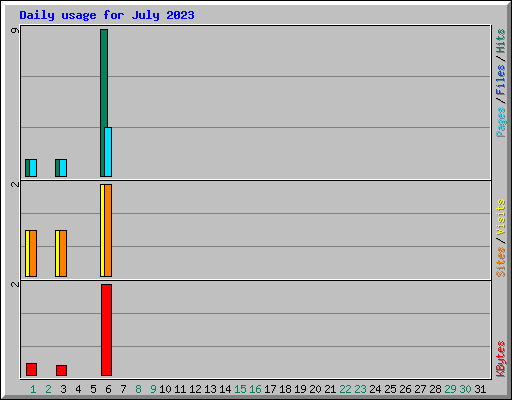 Daily usage for July 2023
9
2
2
Pages/Files/Hits
Sites/Visits
KBytes
1 2 3 4 5 6 7 8 9 10 11 12 13 14 15 16 17 18 19 20 21 22 23 24 25 26 27 28 29 30 31